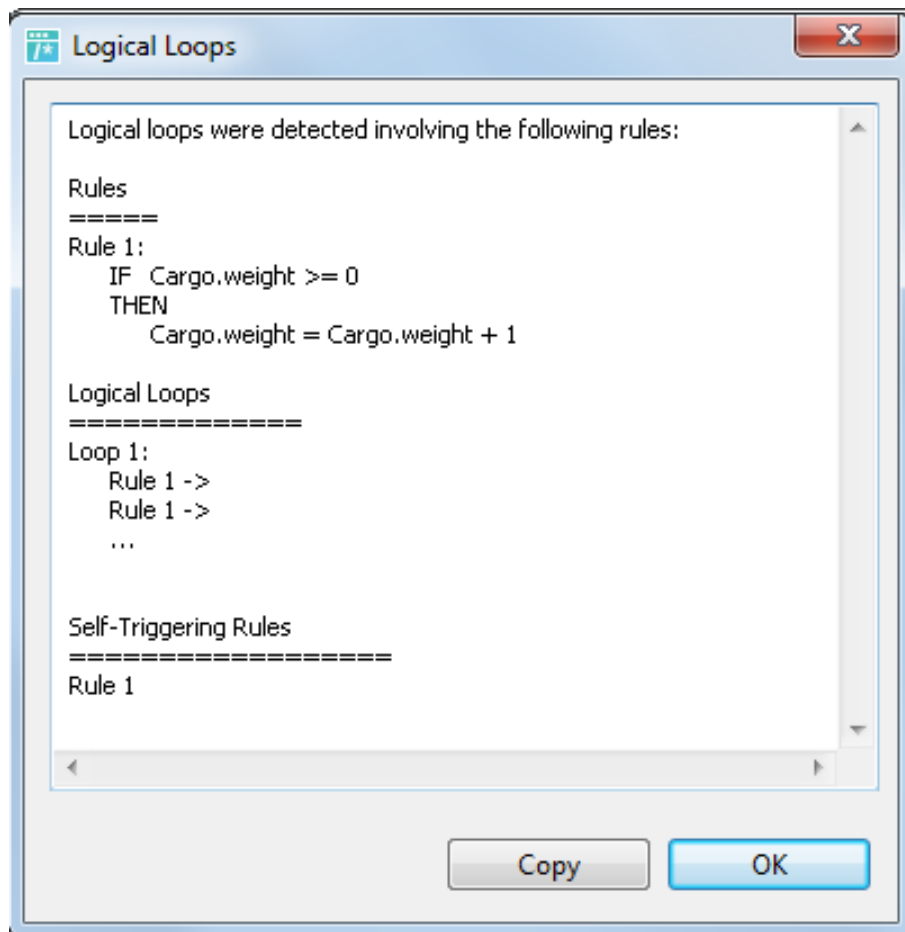 Logical Loops
Logical loops were detected involving the following rules:
Rules
=====
Rule 1:
IF  Cargo.weight >= 0
THEN
Cargo.weight = Cargo.weight + 1
Logical Loops
=============
Loop 1:
Rule 1 ->
Rule 1 ->
...
Self-Triggering Rules
==================
Rule 1
Copy
OK